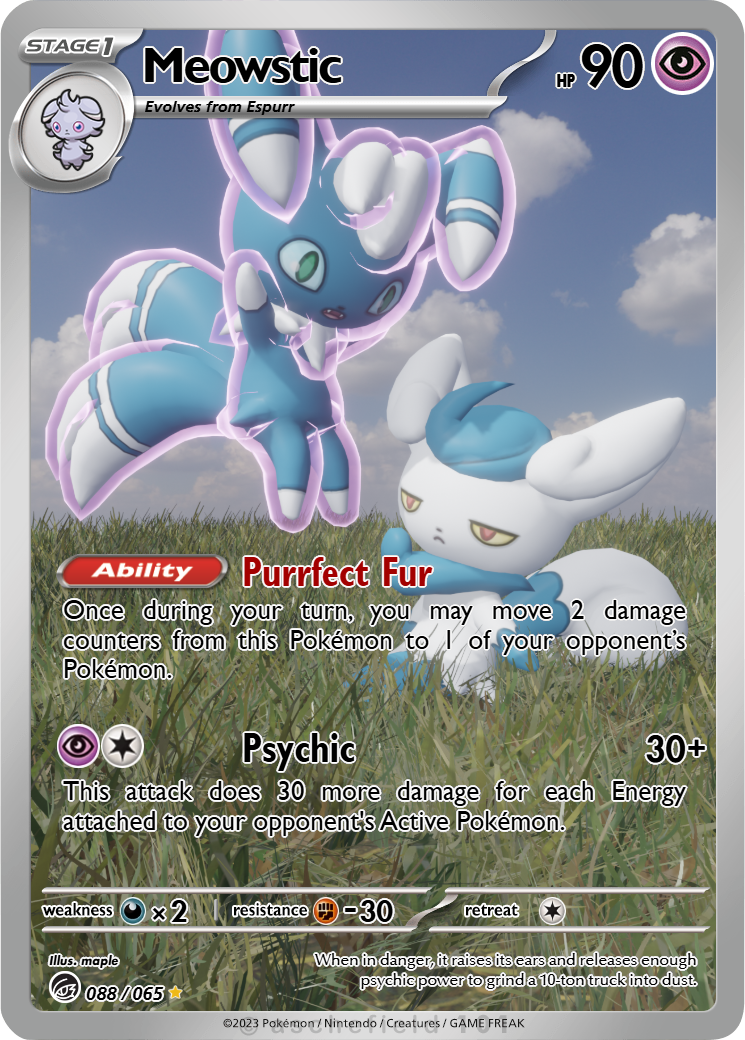 STAGE 1
Meowstic
HP 90
Evolves from Espurr
Ability Purrfect Fur
Once during your turn, you may move 2 damage
counters from this Pokémon to 1 of your opponent's
Pokémon.
Psychic 30+
This attack does 30 more damage for each Energy
attached to your opponent's Active Pokémon.
weakness ×2 resistance -30 retreat
Illus. maple
When in danger, it raises its ears and releases enough
psychic power to grind a 10-ton truck into dust.
088 / 065
©2023 Pokémon / Nintendo / Creatures / GAME FREAK